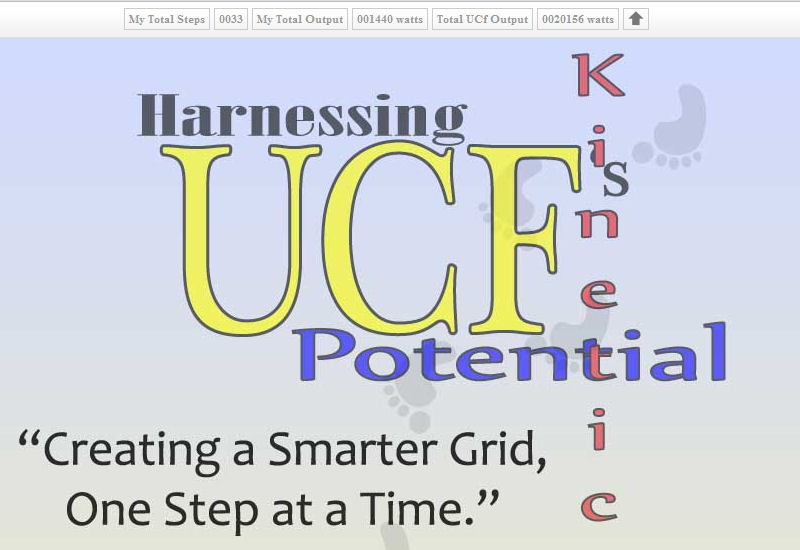 My Total Steps 0033 My Total Output 001440 watts Total UCf Output 0020156 watts
Harnessing
UCF's
Kinetic
Potential
“Creating a Smarter Grid,
One Step at a Time.”